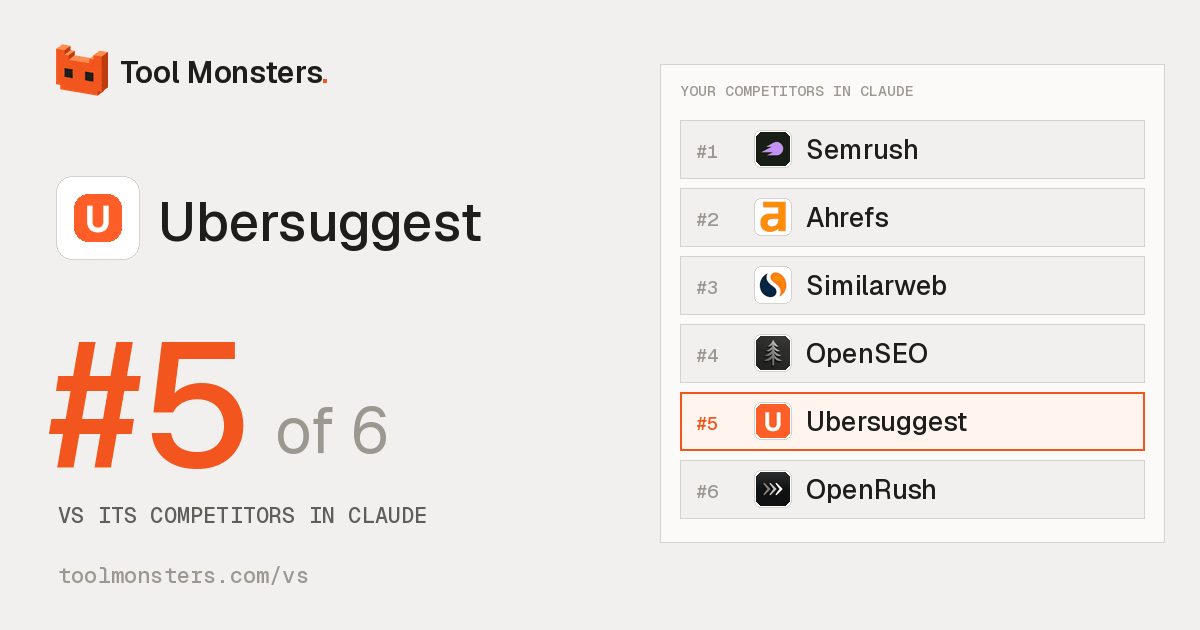 Tool Monsters.
U Ubersuggest
#5 of 6
VS ITS COMPETITORS IN CLAUDE
toolmonsters.com/vs
YOUR COMPETITORS IN CLAUDE
#1 Semrush
#2 a Ahrefs
#3 Similarweb
#4 OpenSEO
#5 U Ubersuggest
#6 OpenRush